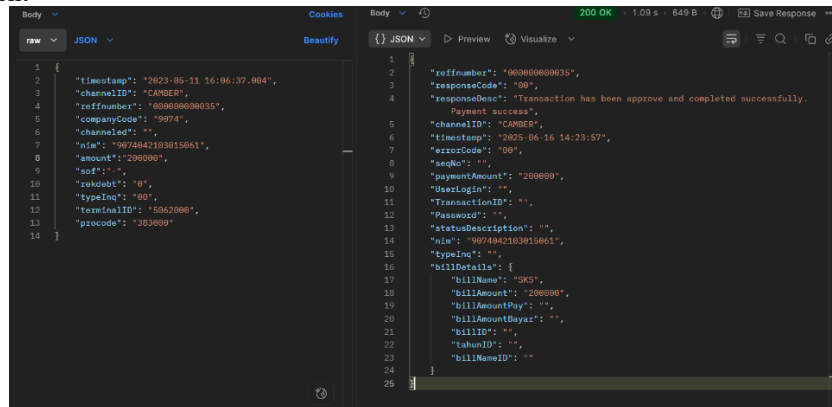 Body
Cookies
raw
JSON
Beautify
1 {
2 "timestamp": "2023-05-11 16:06:37.004",
3 "channelID": "CAMBER",
4 "reffnumber": "000000000035",
5 "companyCode": "9074",
6 "channeled": "",
7 "nim": "9074042103015061",
8 "amount":"200000",
9 "sof":"-",
10 "rekdebt": "0",
11 "typeInq": "00",
12 "terminalID": "5062000",
13 "procode": "383000"
14 }
Body
200 OK
1.09 s
649 B
Save Response
{} JSON
Preview
Visualize
1 {
2 "reffnumber": "000000000035",
3 "responseCode": "00",
4 "responseDesc": "Transaction has been approve and completed successfully.
Payment success",
5 "channelID": "CAMBER",
6 "timestamp": "2025-06-16 14:23:57",
7 "errorCode": "00",
8 "seqNo": "",
9 "paymentAmount": "200000",
10 "UserLogin": "",
11 "TransactionID": "",
12 "Password": "",
13 "statusDescription": "",
14 "nim": "9074042103015061",
15 "typeInq": "",
16 "billDetails": {
17 "billName": "SKS",
18 "billAmount": "200000",
19 "billAmountPay": "",
20 "billAmountBayar": "",
21 "billID": "",
22 "tahunID": "",
23 "billNameID": ""
24 }
25 }